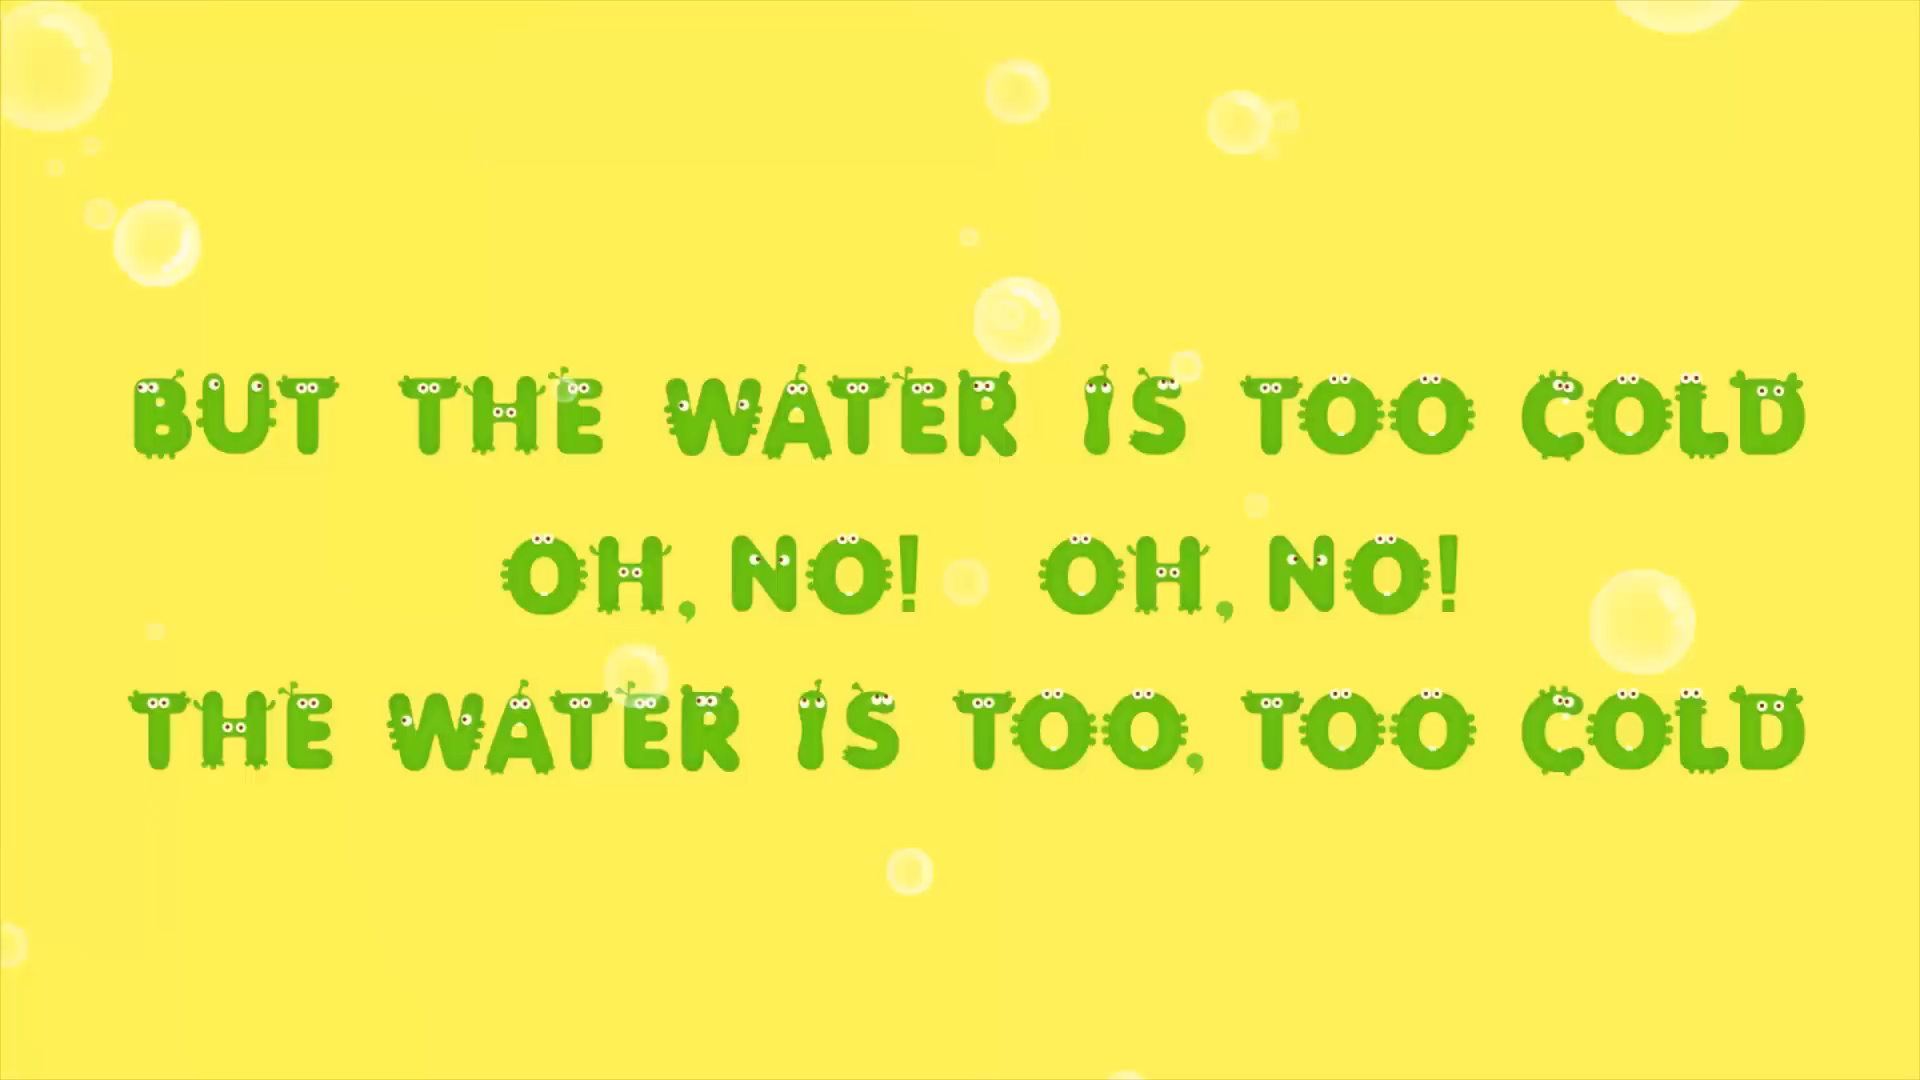 BUT THE WATER IS TOO COLD
OH, NO! OH, NO!
THE WATER IS TOO, TOO COLD